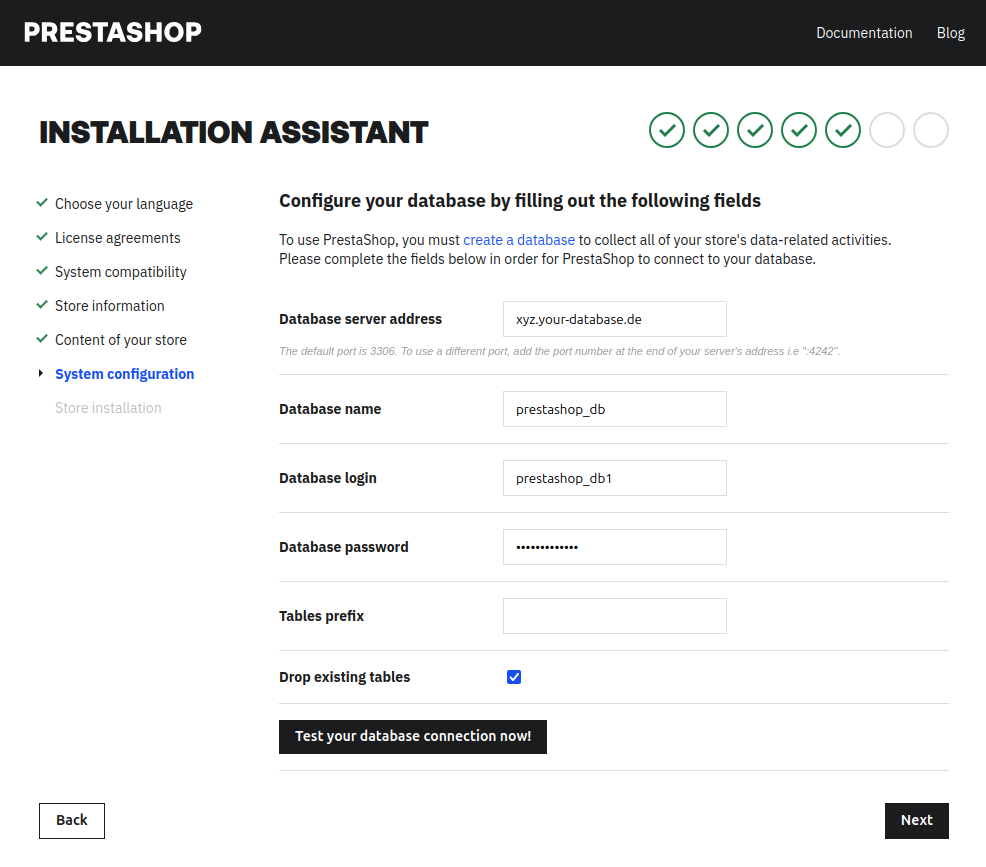 PRESTASHOP
Documentation
Blog
INSTALLATION ASSISTANT
Choose your language
License agreements
System compatibility
Store information
Content of your store
System configuration
Store installation
Configure your database by filling out the following fields
To use PrestaShop, you must create a database to collect all of your store's data-related activities.
Please complete the fields below in order for PrestaShop to connect to your database.
Database server address
xyz.your-database.de
The default port is 3306. To use a different port, add the port number at the end of your server's address i.e ":4242".
Database name
prestashop_db
Database login
prestashop_db1
Database password
•••••••••••••
Tables prefix
Drop existing tables
Test your database connection now!
Back
Next